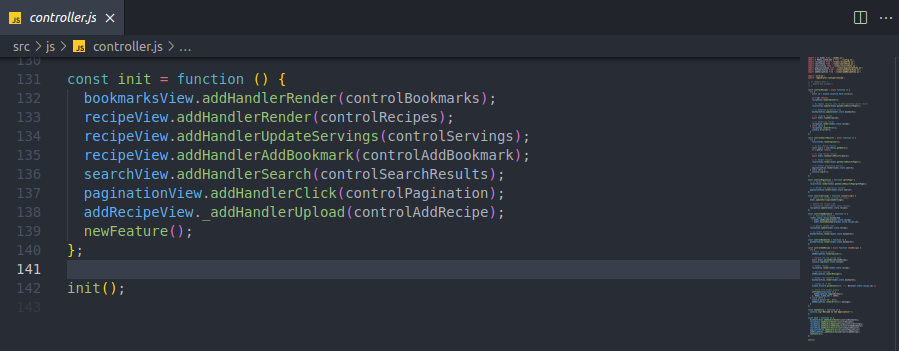 JS controller.js ×
src > js > JS controller.js > ...
130
131 const init = function () {
132 bookmarksView.addHandlerRender(controlBookmarks);
133 recipeView.addHandlerRender(controlRecipes);
134 recipeView.addHandlerUpdateServings(controlServings);
135 recipeView.addHandlerAddBookmark(controlAddBookmark);
136 searchView.addHandlerSearch(controlSearchResults);
137 paginationView.addHandlerClick(controlPagination);
138 addRecipeView._addHandlerUpload(controlAddRecipe);
139 newFeature();
140 };
141
142 init();
143